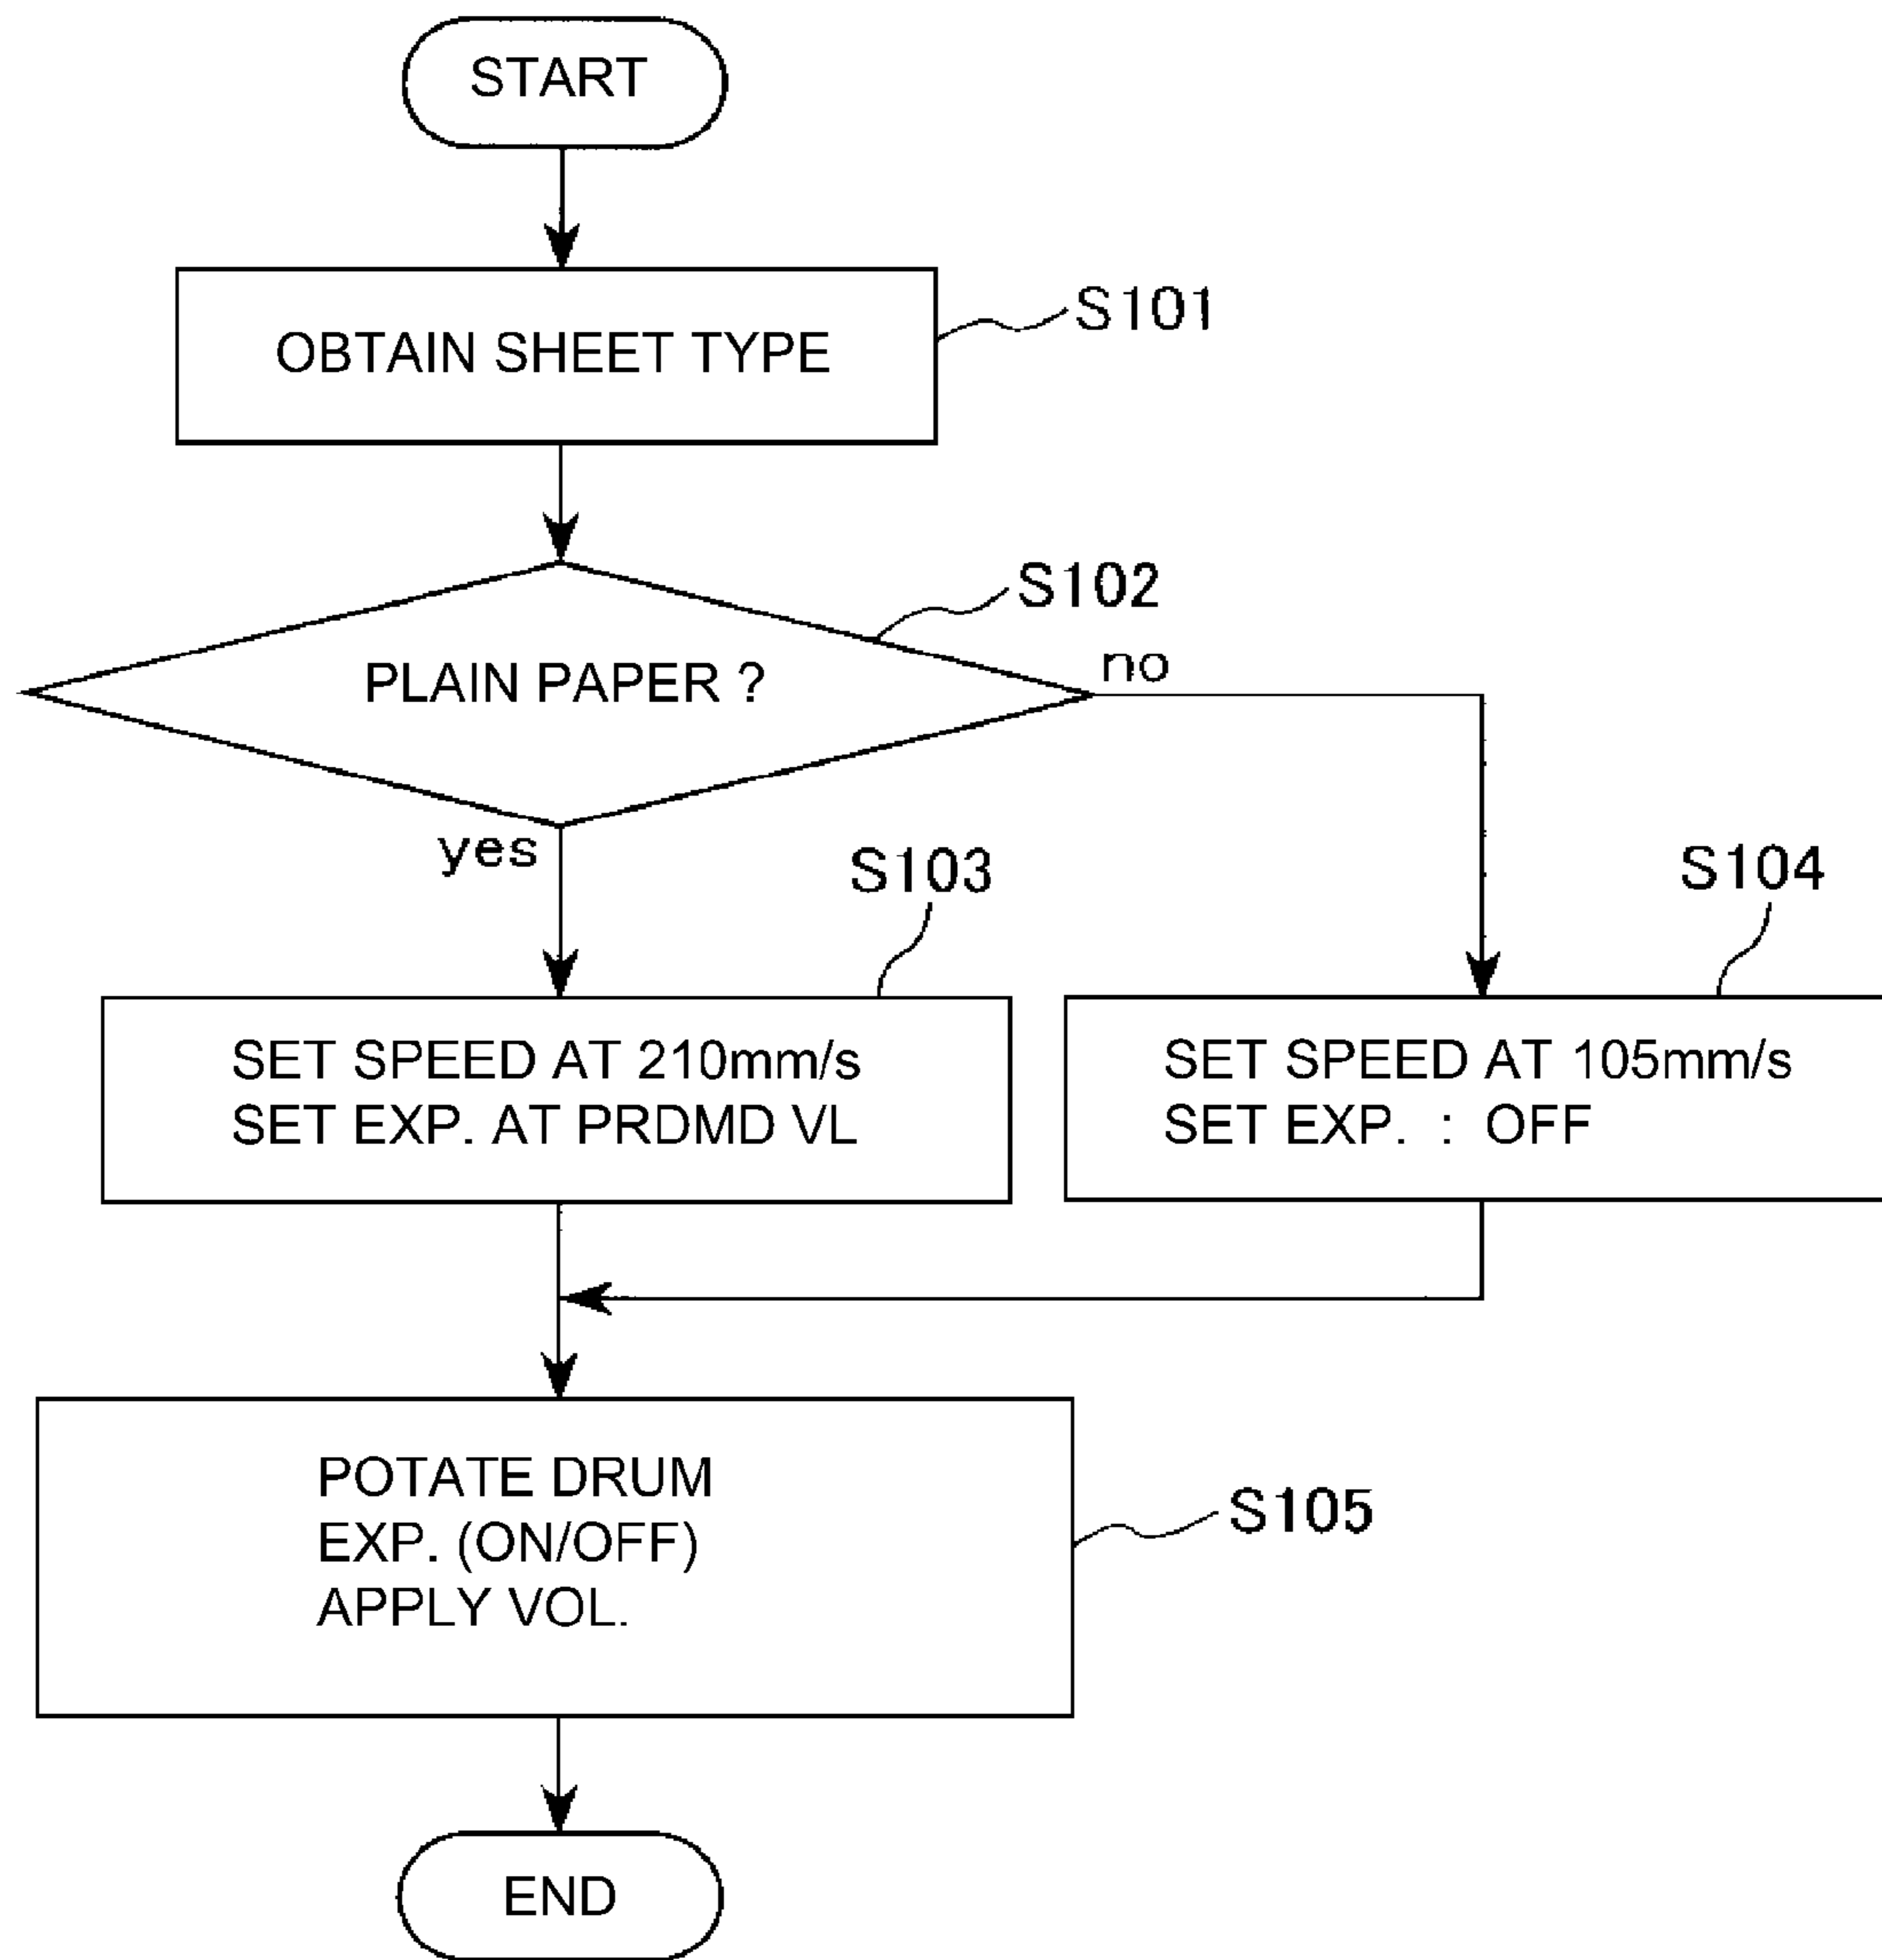 START
OBTAIN SHEET TYPE
S101
PLAIN PAPER ?
S102
no
yes
S103
SET SPEED AT 210mm/s
SET EXP. AT PRDMD VL
S104
SET SPEED AT 105mm/s
SET EXP. : OFF
POTATE DRUM
EXP. (ON/OFF)
APPLY VOL.
S105
END